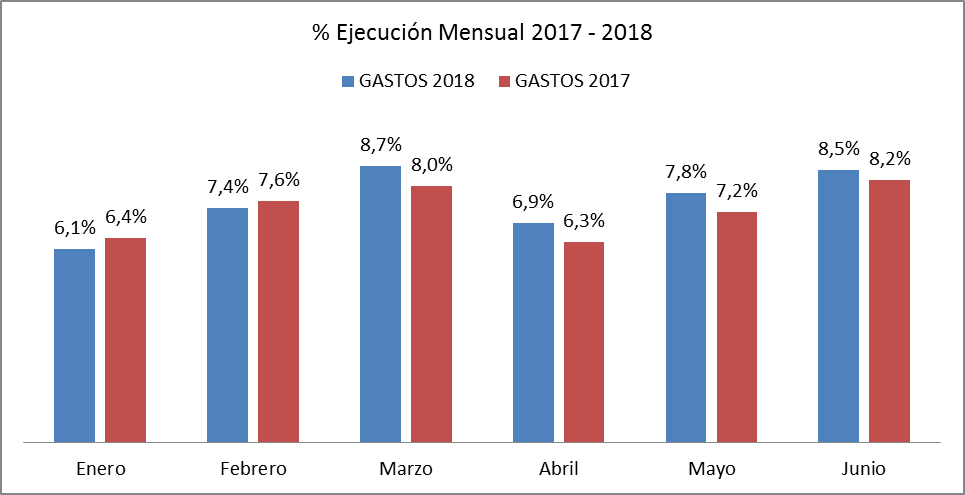 % Ejecución Mensual 2017 - 2018
GASTOS 2018 GASTOS 2017
6,1% 6,4% 7,4% 7,6% 8,7% 8,0% 6,9% 6,3% 7,8% 7,2% 8,5% 8,2%
Enero Febrero Marzo Abril Mayo Junio